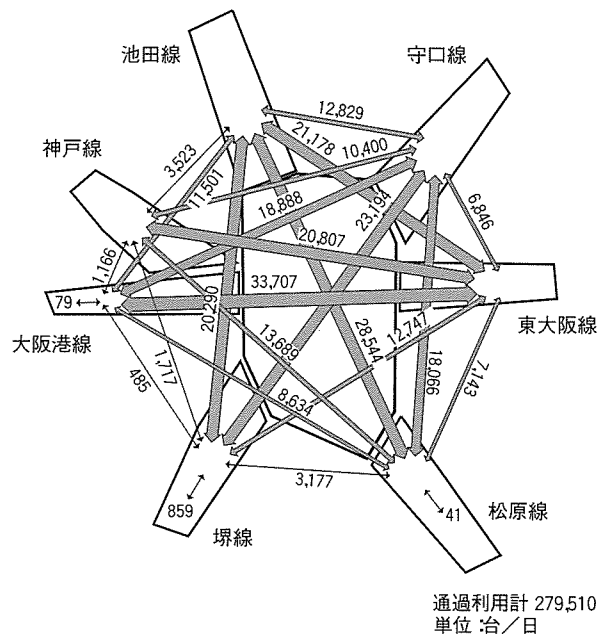 池田線
守口線
12,829
21,178
10,400
神戸線
3,523
11,501
18,888
23,194
6,846
20,807
1,166
33,707
79
20,290
東大阪線
大阪港線
13,689
12,747
28,544
18,066
7,143
485
1,717
8,634
3,177
859
41
堺線
松原線
通過利用計 279,510
単位:台/日